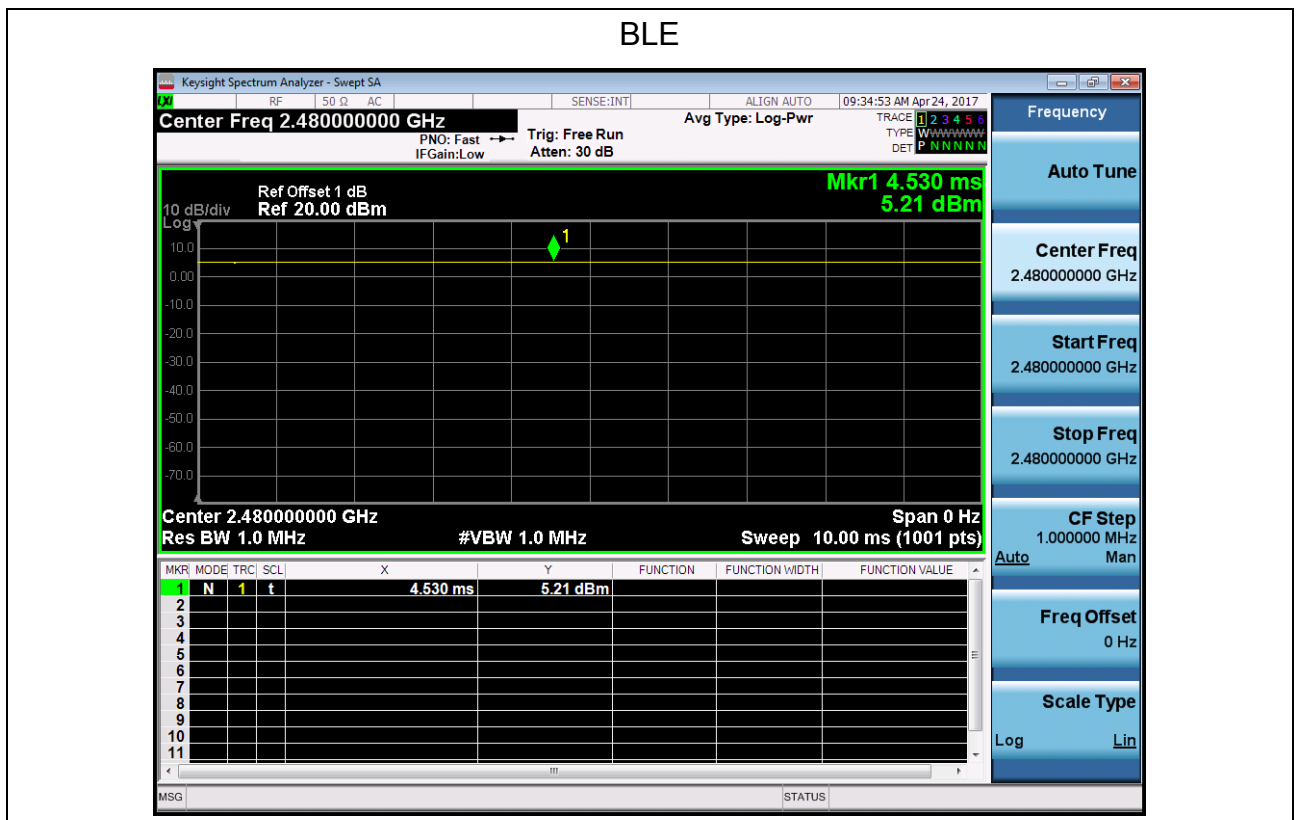 BLE
Keysight Spectrum Analyzer - Swept SA
LXI RF 50 Ω AC SENSE:INT ALIGN AUTO 09:34:53 AM Apr 24, 2017
Center Freq 2.480000000 GHz Avg Type: Log-Pwr TRACE 1 2 3 4 5 6
PNO: Fast Trig: Free Run TYPE WWWWWW
IFGain:Low Atten: 30 dB DET P N N N N N
Mkr1 4.530 ms
Ref Offset 1 dB
10 dB/div Ref 20.00 dBm 5.21 dBm
Log
1
10.0
0.00
-10.0
-20.0
-30.0
-40.0
-50.0
-60.0
-70.0
Center 2.480000000 GHz Span 0 Hz
Res BW 1.0 MHz #VBW 1.0 MHz Sweep 10.00 ms (1001 pts)
MKR MODE TRC SCL X Y FUNCTION FUNCTION WIDTH FUNCTION VALUE
1 N 1 t 4.530 ms 5.21 dBm
2
3
4
5
6
7
8
9
10
11
MSG STATUS
Frequency
Auto Tune
Center Freq
2.480000000 GHz
Start Freq
2.480000000 GHz
Stop Freq
2.480000000 GHz
CF Step
1.000000 MHz
Auto Man
Freq Offset
0 Hz
Scale Type
Log Lin